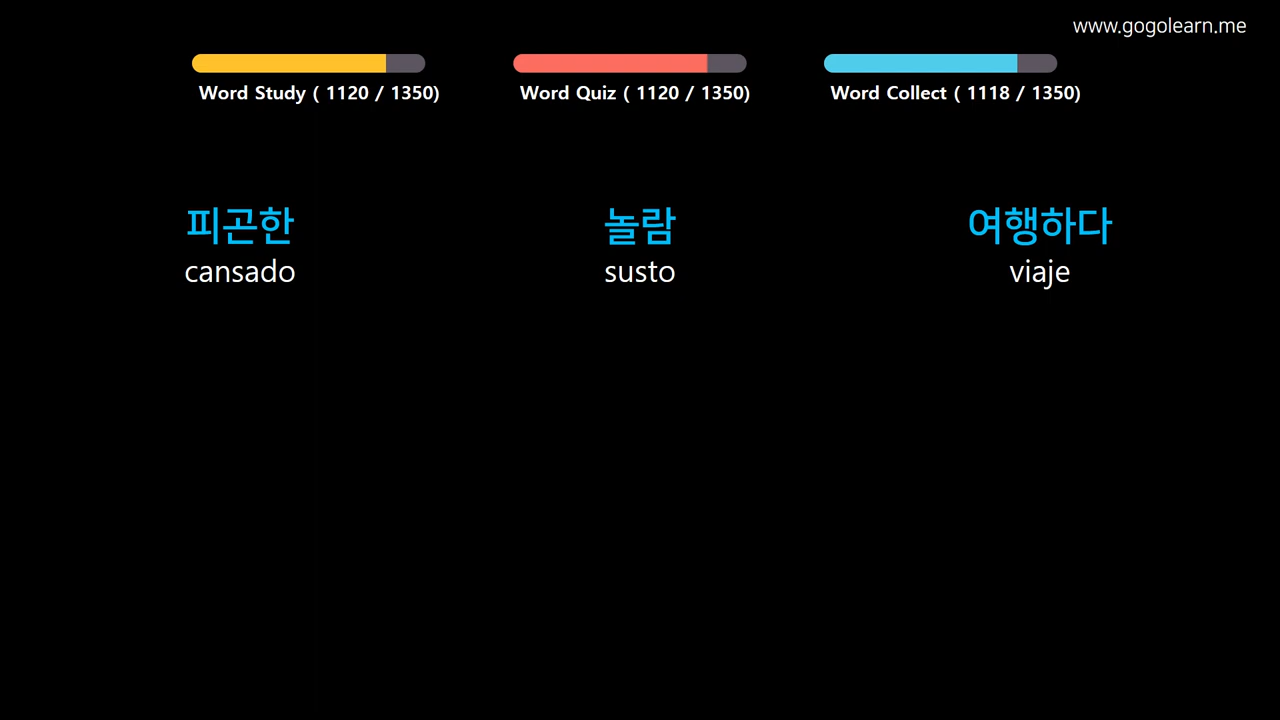 www.gogolearn.me
Word Study ( 1120 / 1350)
Word Quiz ( 1120 / 1350)
Word Collect ( 1118 / 1350)
피곤한
cansado
놀람
susto
여행하다
viaje